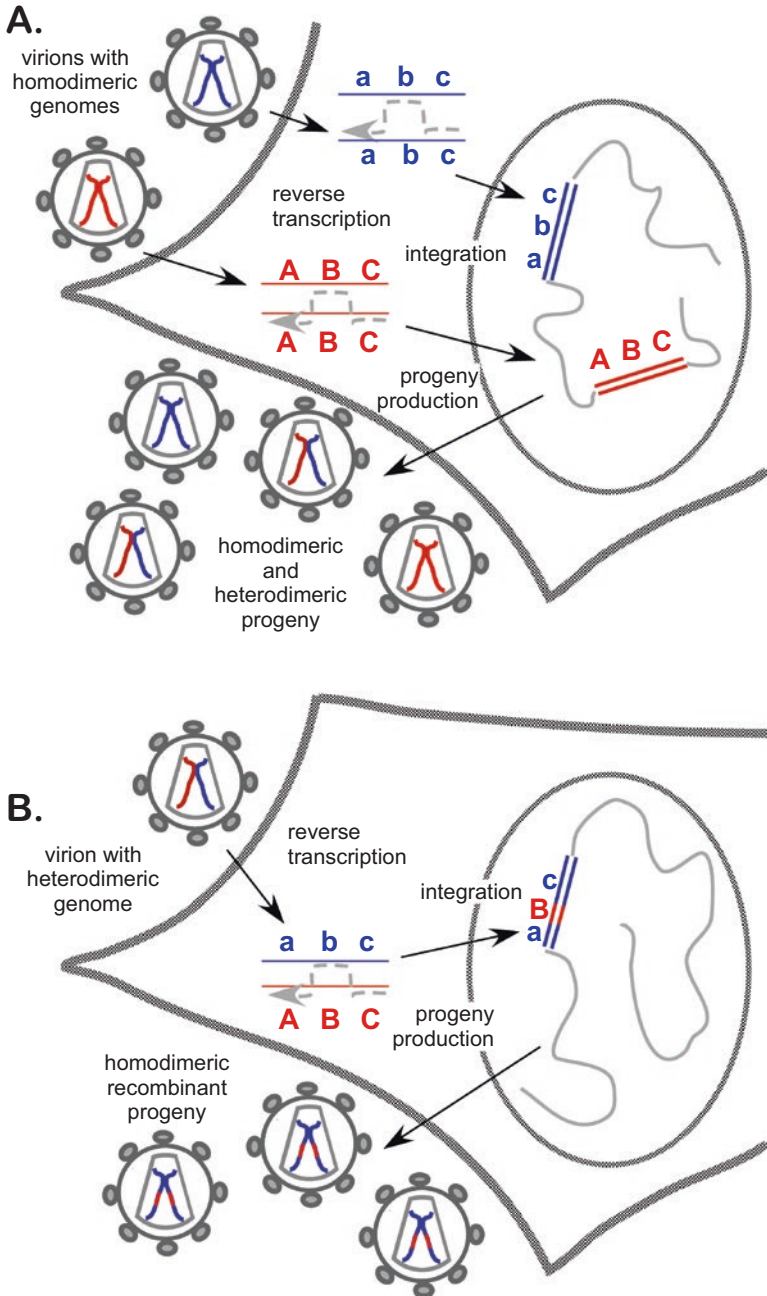 A.
virions with
homodimeric
genomes
a b c
a b c
reverse
transcription
A B C
A B C
integration
c
b
a
A B C
progeny
production
homodimeric
and
heterodimeric
progeny
B.
virion with
heterodimeric
genome
reverse
transcription
a b c
A B C
integration
c
B
a
progeny
production
homodimeric
recombinant
progeny